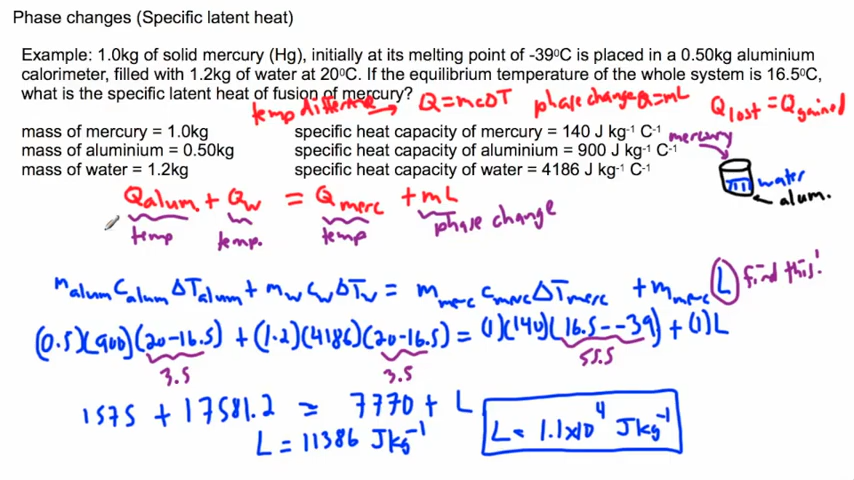 Phase changes (Specific latent heat)
Example: 1.0kg of solid mercury (Hg), initially at its melting point of -39⁰C is placed in a 0.50kg aluminium
calorimeter, filled with 1.2kg of water at 20⁰C. If the equilibrium temperature of the whole system is 16.5⁰C,
what is the specific latent heat of fusion of mercury?
temp difference → Q=mcΔT phase change Q=mL Qlost = Qgained
mass of mercury = 1.0kg specific heat capacity of mercury = 140 J kg⁻¹ C⁻¹ mercury
mass of aluminium = 0.50kg specific heat capacity of aluminium = 900 J kg⁻¹ C⁻¹
mass of water = 1.2kg specific heat capacity of water = 4186 J kg⁻¹ C⁻¹
water
alum.
Qalum + Qw = Qmerc + mL
temp temp. temp phase change
malum Calum ΔTalum + mw Cw ΔTw = mmerc Cmerc ΔTmerc + mmerc L find this!
(0.5)(900)(20-16.5) + (1.2)(4186)(20-16.5) = (1)(140)(16.5--39) + (1)L
3.5 3.5 55.5
1575 + 17581.2 = 7770 + L
L = 11386 Jkg⁻¹
L = 1.1x10⁴ Jkg⁻¹